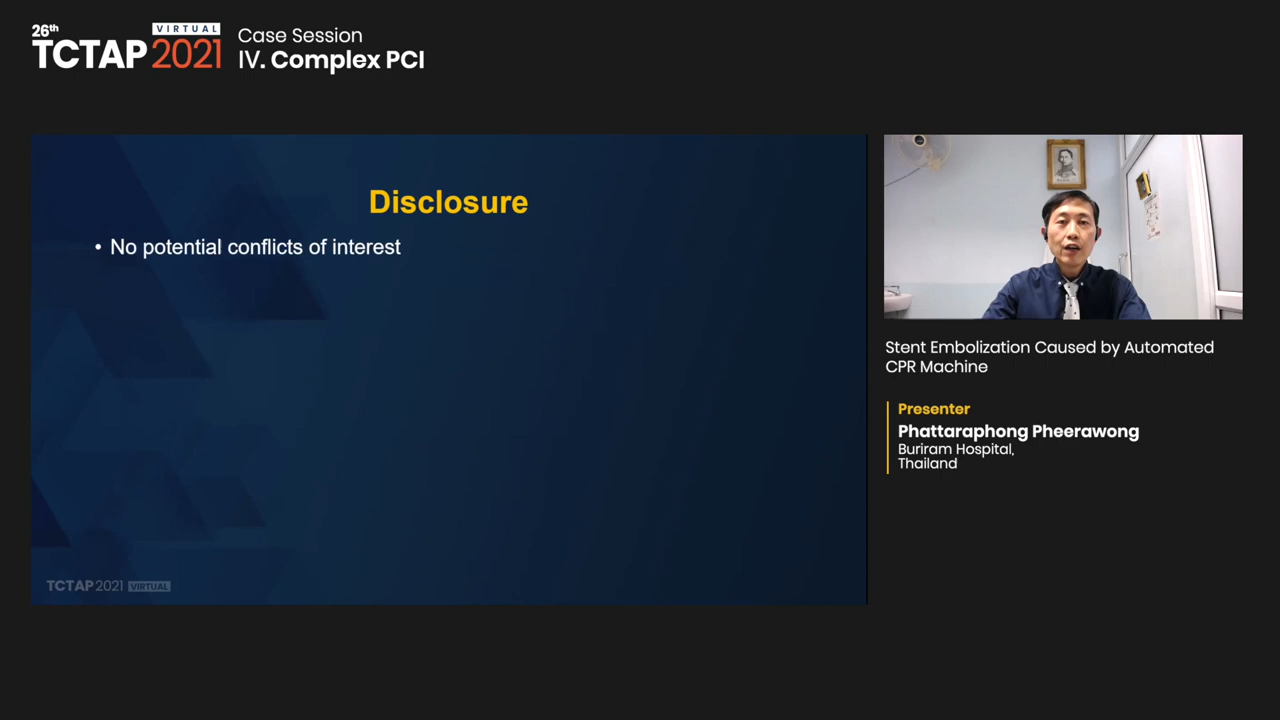 26th
VIRTUAL
TCTAP 2021
Case Session
IV. Complex PCI
Disclosure
• No potential conflicts of interest
TCTAP 2021 VIRTUAL
Stent Embolization Caused by Automated
CPR Machine
Presenter
Phattaraphong Pheerawong
Buriram Hospital,
Thailand